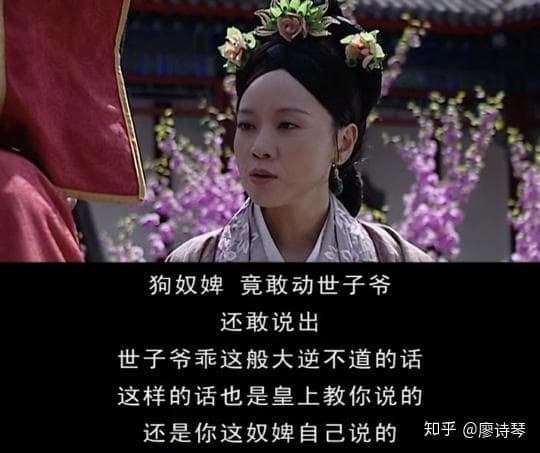 狗奴婢 竟敢动世子爷
还敢说出
世子爷乖这般大逆不道的话
这样的话也是皇上教你说的
还是你这奴婢自己说的
知乎 @廖诗琴